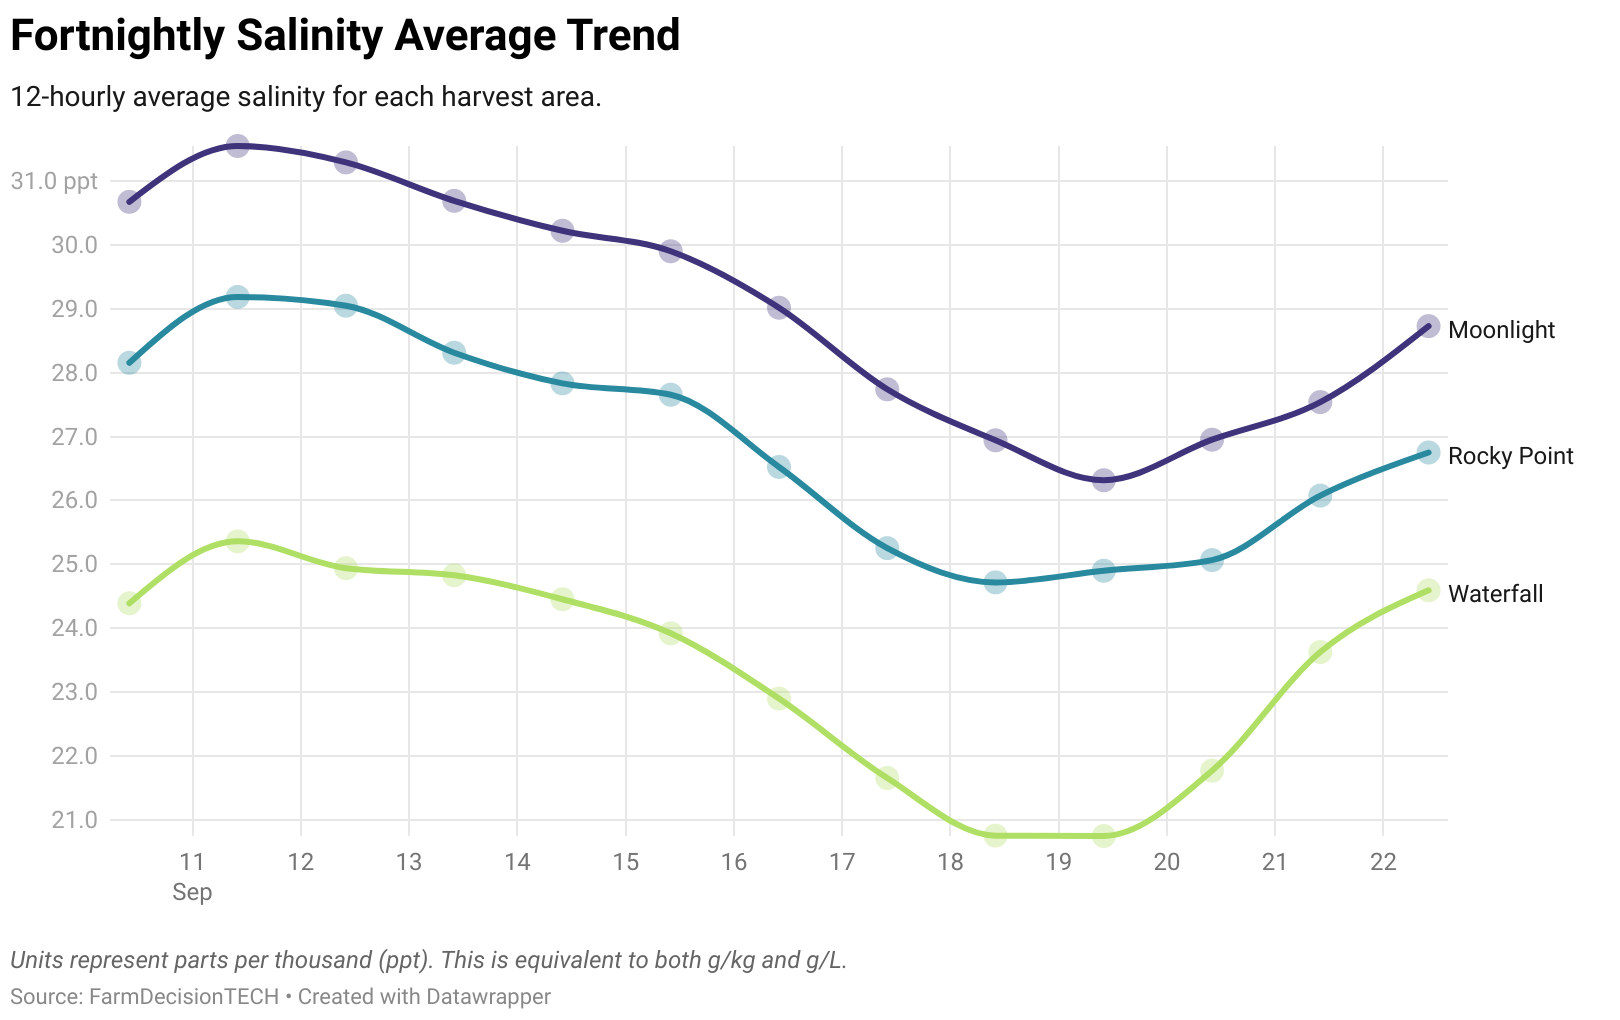 Fortnightly Salinity Average Trend
12-hourly average salinity for each harvest area.
31.0 ppt
30.0
29.0
28.0
27.0
26.0
25.0
24.0
23.0
22.0
21.0
Moonlight
Rocky Point
Waterfall
11 12 13 14 15 16 17 18 19 20 21 22
Sep
Units represent parts per thousand (ppt). This is equivalent to both g/kg and g/L.
Source: FarmDecisionTECH • Created with Datawrapper